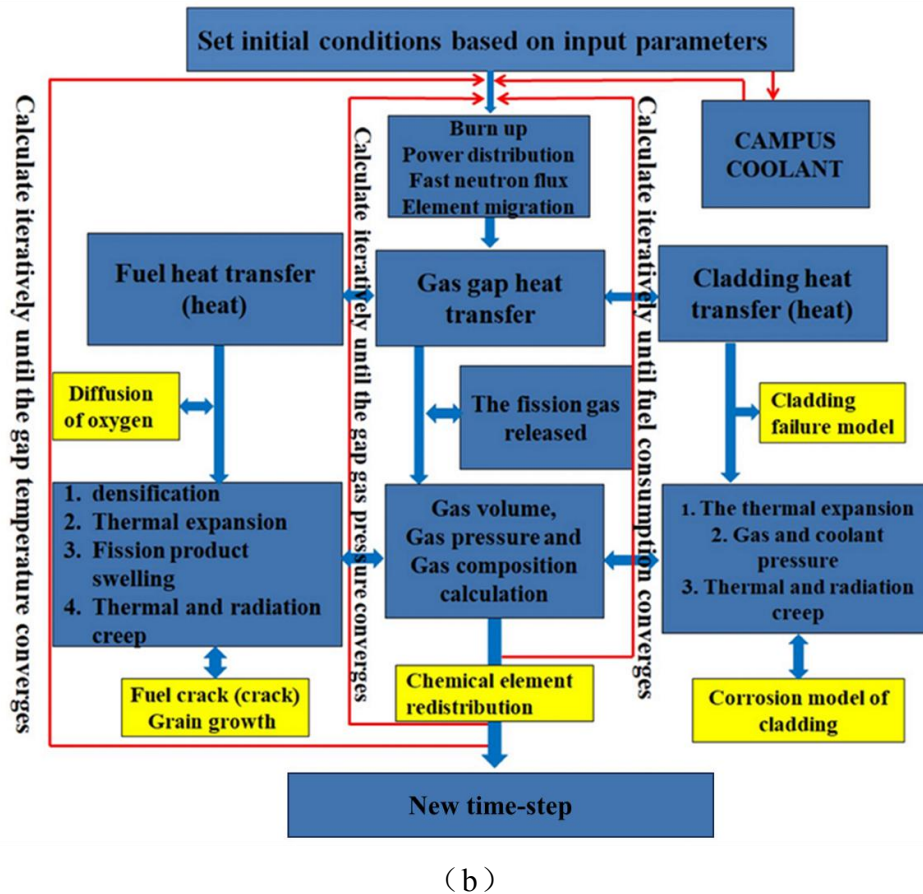 Set initial conditions based on input parameters
Calculate iteratively until the gap temperature converges
Calculate iteratively until the gap gas pressure converges
Calculate iteratively until fuel consumption converges
Burn up
Power distribution
Fast neutron flux
Element migration
CAMPUS
COOLANT
Fuel heat transfer
(heat)
Gas gap heat
transfer
Cladding heat
transfer (heat)
Diffusion
of oxygen
The fission gas
released
Cladding
failure model
1. densification
2. Thermal expansion
3. Fission product
swelling
4. Thermal and radiation
creep
Gas volume,
Gas pressure and
Gas composition
calculation
1. The thermal expansion
2. Gas and coolant
pressure
3. Thermal and radiation
creep
Fuel crack (crack)
Grain growth
Chemical element
redistribution
Corrosion model of
cladding
New time-step
（b）